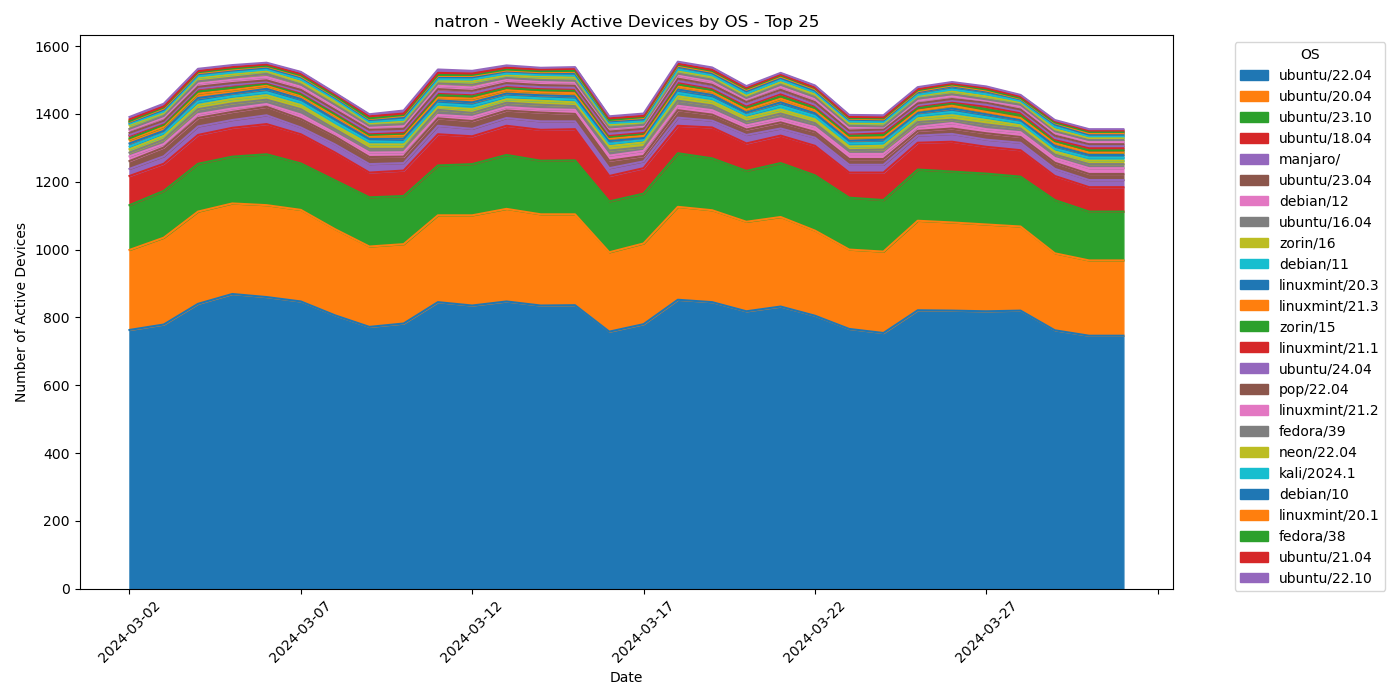 natron - Weekly Active Devices by OS - Top 25
Number of Active Devices
1600
1400
1200
1000
800
600
400
200
0
2024-03-02
2024-03-07
2024-03-12
2024-03-17
2024-03-22
2024-03-27
Date
OS
ubuntu/22.04
ubuntu/20.04
ubuntu/23.10
ubuntu/18.04
manjaro/
ubuntu/23.04
debian/12
ubuntu/16.04
zorin/16
debian/11
linuxmint/20.3
linuxmint/21.3
zorin/15
linuxmint/21.1
ubuntu/24.04
pop/22.04
linuxmint/21.2
fedora/39
neon/22.04
kali/2024.1
debian/10
linuxmint/20.1
fedora/38
ubuntu/21.04
ubuntu/22.10